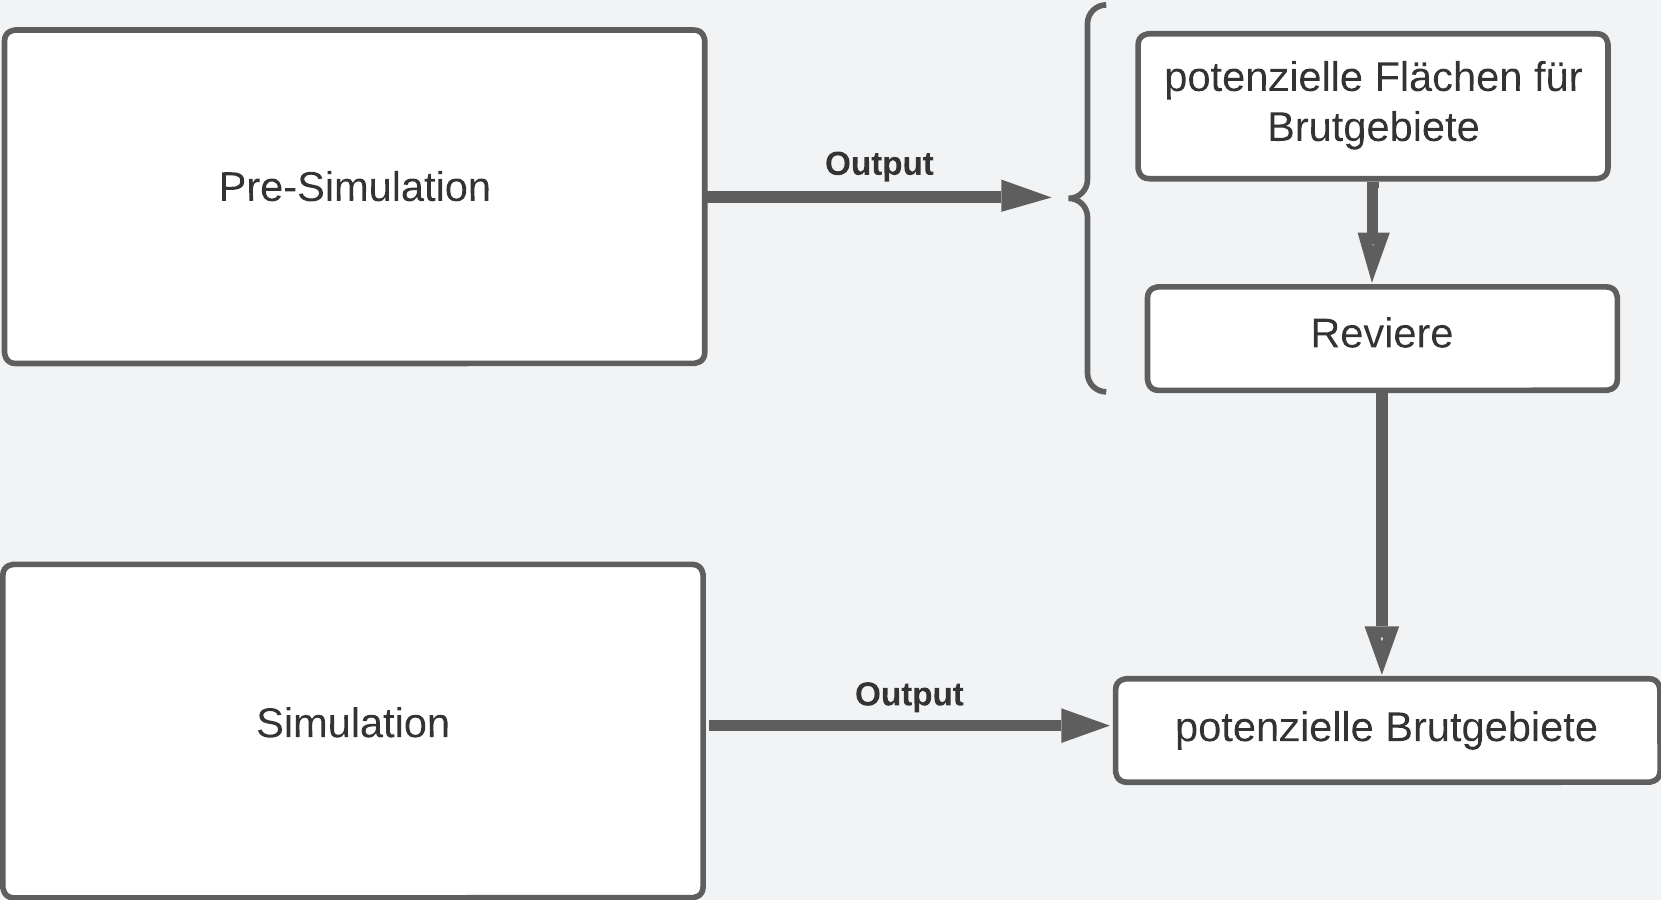 Pre-Simulation
Output
potenzielle Flächen für
Brutgebiete
Reviere
Simulation
Output
potenzielle Brutgebiete